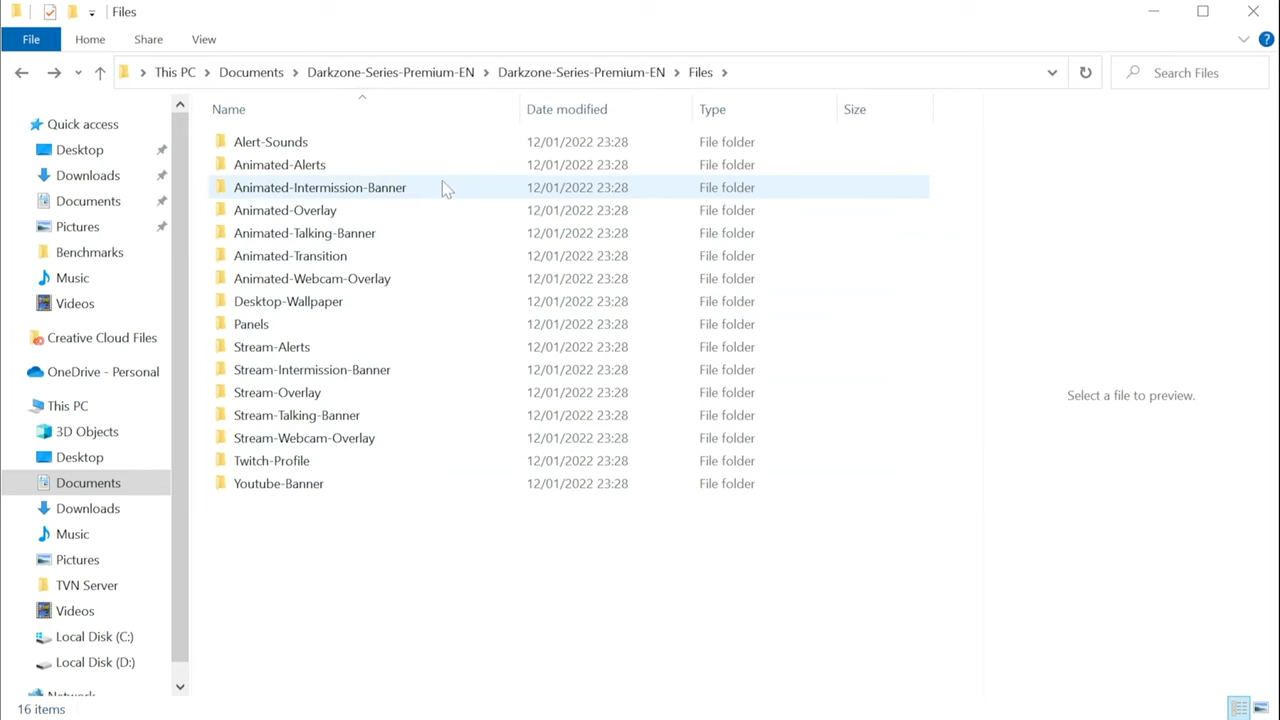 Files
File
Home
Share
View
This PC
Documents
Darkzone-Series-Premium-EN
Darkzone-Series-Premium-EN
Files
Search Files
Name
Date modified
Type
Size
Quick access
Desktop
Downloads
Documents
Pictures
Benchmarks
Music
Videos
Creative Cloud Files
OneDrive - Personal
This PC
3D Objects
Desktop
Documents
Downloads
Music
Pictures
TVN Server
Videos
Local Disk (C:)
Local Disk (D:)
Network
Alert-Sounds 12/01/2022 23:28 File folder
Animated-Alerts 12/01/2022 23:28 File folder
Animated-Intermission-Banner 12/01/2022 23:28 File folder
Animated-Overlay 12/01/2022 23:28 File folder
Animated-Talking-Banner 12/01/2022 23:28 File folder
Animated-Transition 12/01/2022 23:28 File folder
Animated-Webcam-Overlay 12/01/2022 23:28 File folder
Desktop-Wallpaper 12/01/2022 23:28 File folder
Panels 12/01/2022 23:28 File folder
Stream-Alerts 12/01/2022 23:28 File folder
Stream-Intermission-Banner 12/01/2022 23:28 File folder
Stream-Overlay 12/01/2022 23:28 File folder
Stream-Talking-Banner 12/01/2022 23:28 File folder
Stream-Webcam-Overlay 12/01/2022 23:28 File folder
Twitch-Profile 12/01/2022 23:28 File folder
Youtube-Banner 12/01/2022 23:28 File folder
Select a file to preview.
16 items